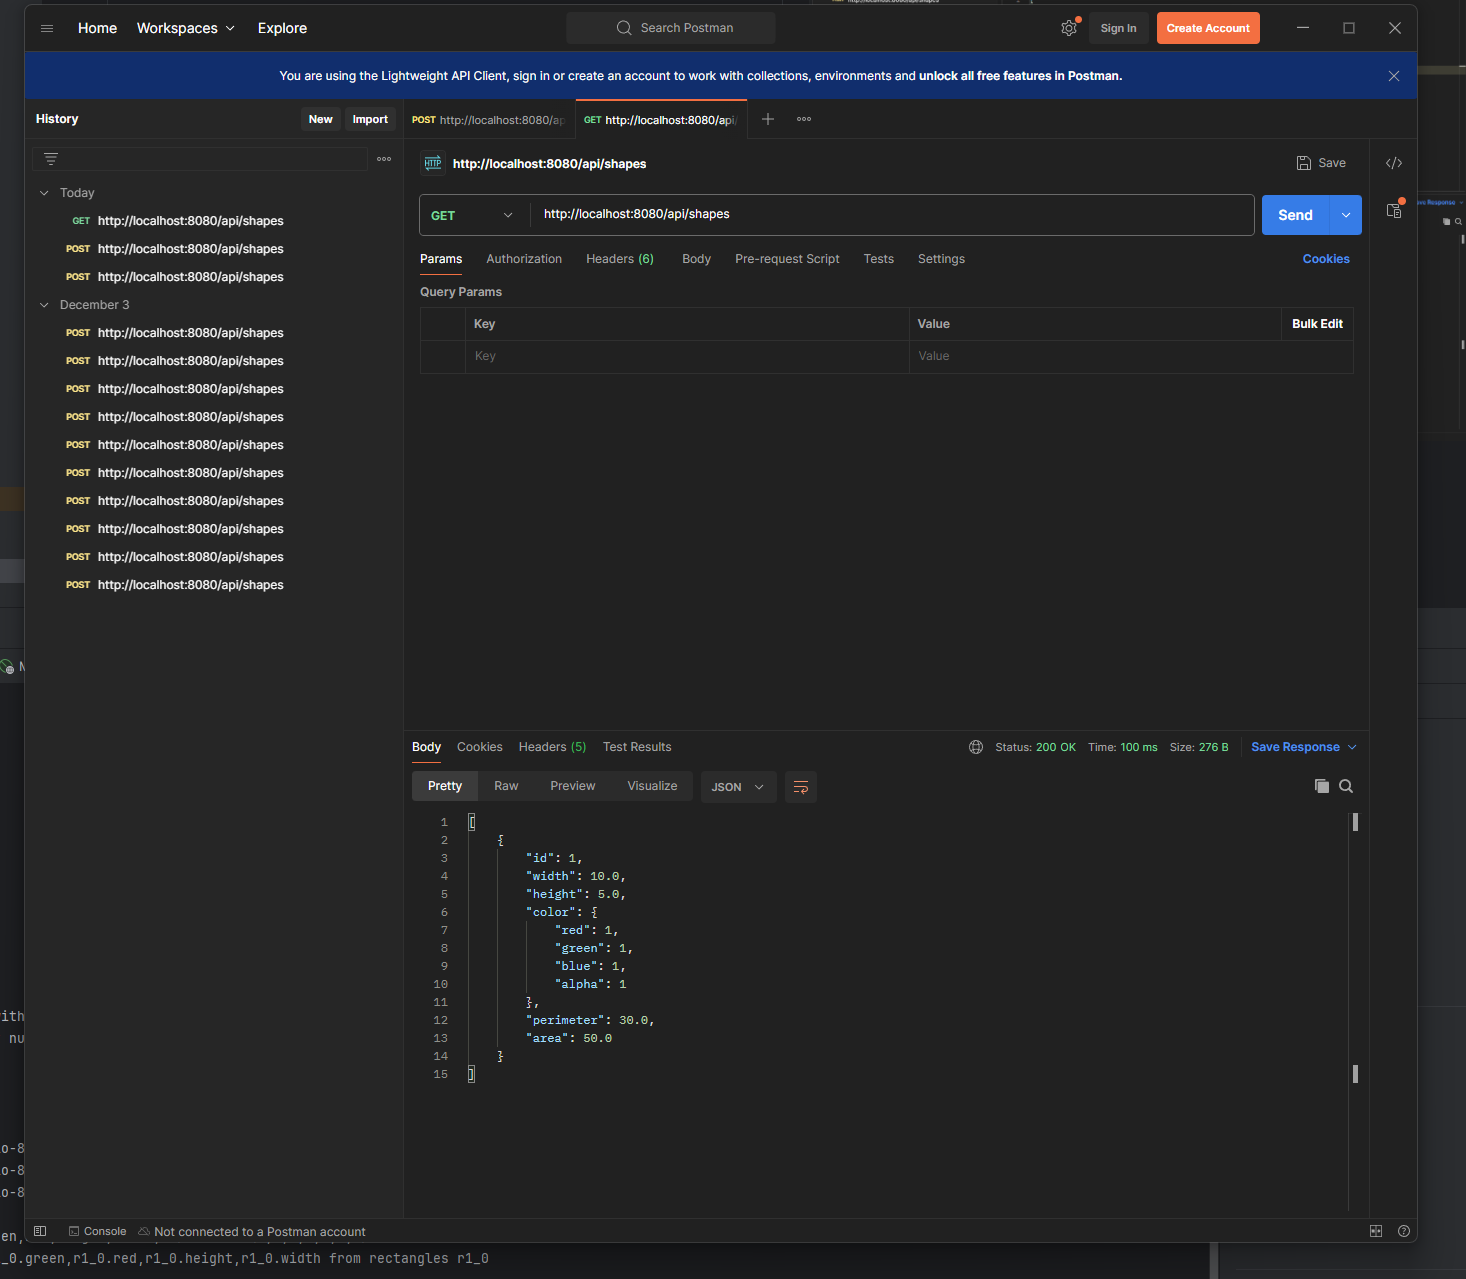 Home Workspaces Explore Search Postman Sign In Create Account
You are using the Lightweight API Client, sign in or create an account to work with collections, environments and unlock all free features in Postman.
History New Import
POST http://localhost:8080/ap GET http://localhost:8080/api/
http://localhost:8080/api/shapes Save
Today
GET http://localhost:8080/api/shapes
POST http://localhost:8080/api/shapes
POST http://localhost:8080/api/shapes
December 3
POST http://localhost:8080/api/shapes
POST http://localhost:8080/api/shapes
POST http://localhost:8080/api/shapes
POST http://localhost:8080/api/shapes
POST http://localhost:8080/api/shapes
POST http://localhost:8080/api/shapes
POST http://localhost:8080/api/shapes
POST http://localhost:8080/api/shapes
POST http://localhost:8080/api/shapes
POST http://localhost:8080/api/shapes
GET http://localhost:8080/api/shapes Send
Params Authorization Headers (6) Body Pre-request Script Tests Settings Cookies
Query Params
Key Value Bulk Edit
Key Value
Body Cookies Headers (5) Test Results Status: 200 OK Time: 100 ms Size: 276 B Save Response
Pretty Raw Preview Visualize JSON
1 [
2 {
3 "id": 1,
4 "width": 10.0,
5 "height": 5.0,
6 "color": {
7 "red": 1,
8 "green": 1,
9 "blue": 1,
10 "alpha": 1
11 },
12 "perimeter": 30.0,
13 "area": 50.0
14 }
15 ]
Console Not connected to a Postman account
ith
nu
o-8
o-8
o-8
en,
_0.green,r1_0.red,r1_0.height,r1_0.width from rectangles r1_0